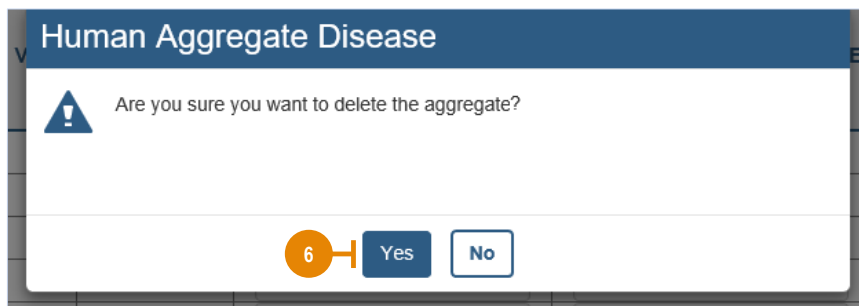 Human Aggregate Disease
V
E
Are you sure you want to delete the aggregate?
6 Yes No